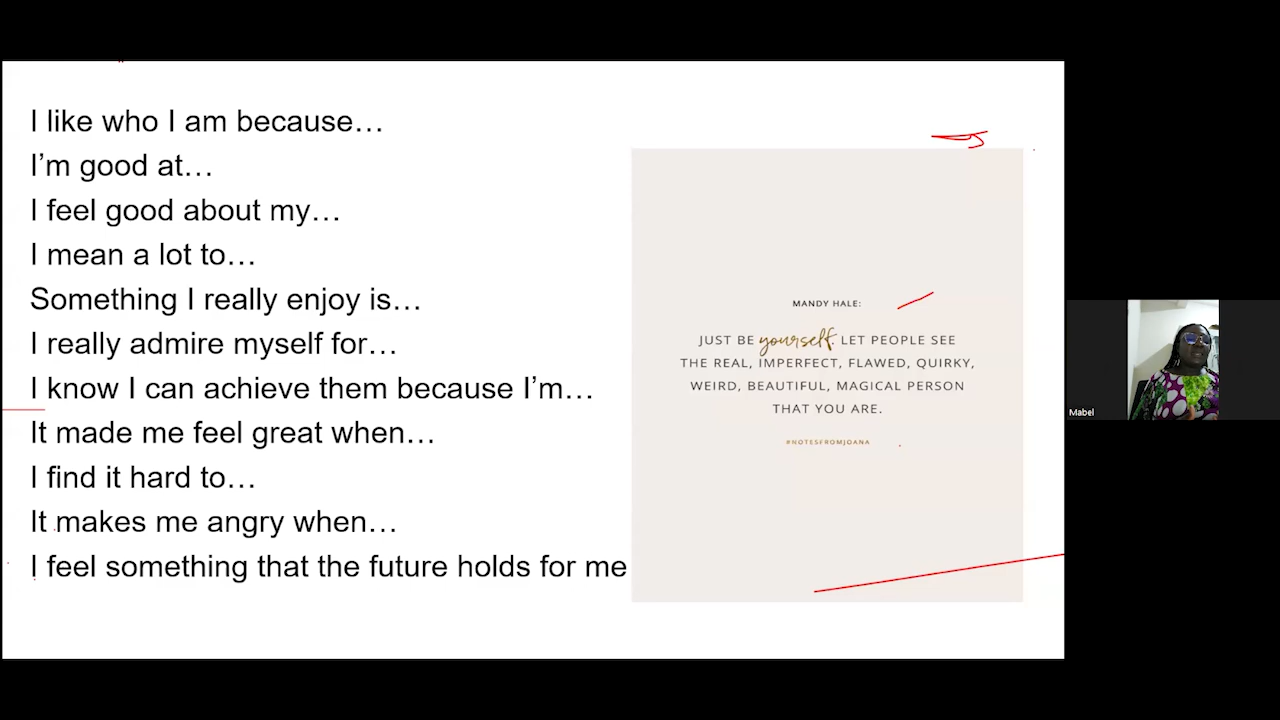 I like who I am because…
I’m good at…
I feel good about my…
I mean a lot to…
Something I really enjoy is…
I really admire myself for…
I know I can achieve them because I’m…
It made me feel great when…
I find it hard to…
It makes me angry when…
I feel something that the future holds for me
MANDY HALE:
JUST BE yourself. LET PEOPLE SEE
THE REAL, IMPERFECT, FLAWED, QUIRKY,
WEIRD, BEAUTIFUL, MAGICAL PERSON
THAT YOU ARE.
#NOTESFROMJOANA
Mabel